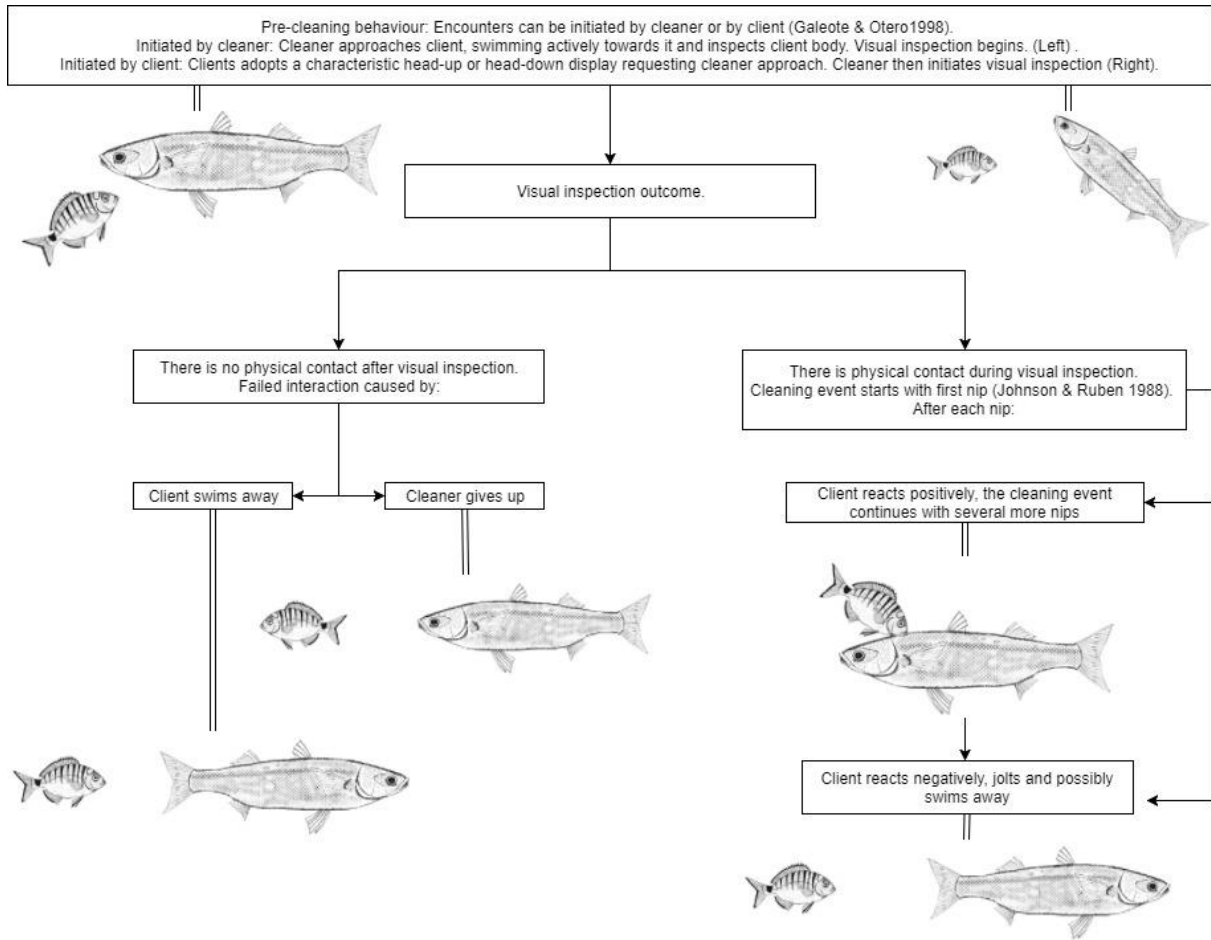 Pre-cleaning behaviour: Encounters can be initiated by cleaner or by client (Galeote & Otero1998).
Initiated by cleaner: Cleaner approaches client, swimming actively towards it and inspects client body. Visual inspection begins. (Left) .
Initiated by client: Clients adopts a characteristic head-up or head-down display requesting cleaner approach. Cleaner then initiates visual inspection (Right).
Visual inspection outcome.
There is no physical contact after visual inspection.
Failed interaction caused by:
There is physical contact during visual inspection.
Cleaning event starts with first nip (Johnson & Ruben 1988).
After each nip:
Client swims away
Cleaner gives up
Client reacts positively, the cleaning event
continues with several more nips
Client reacts negatively, jolts and possibly
swims away